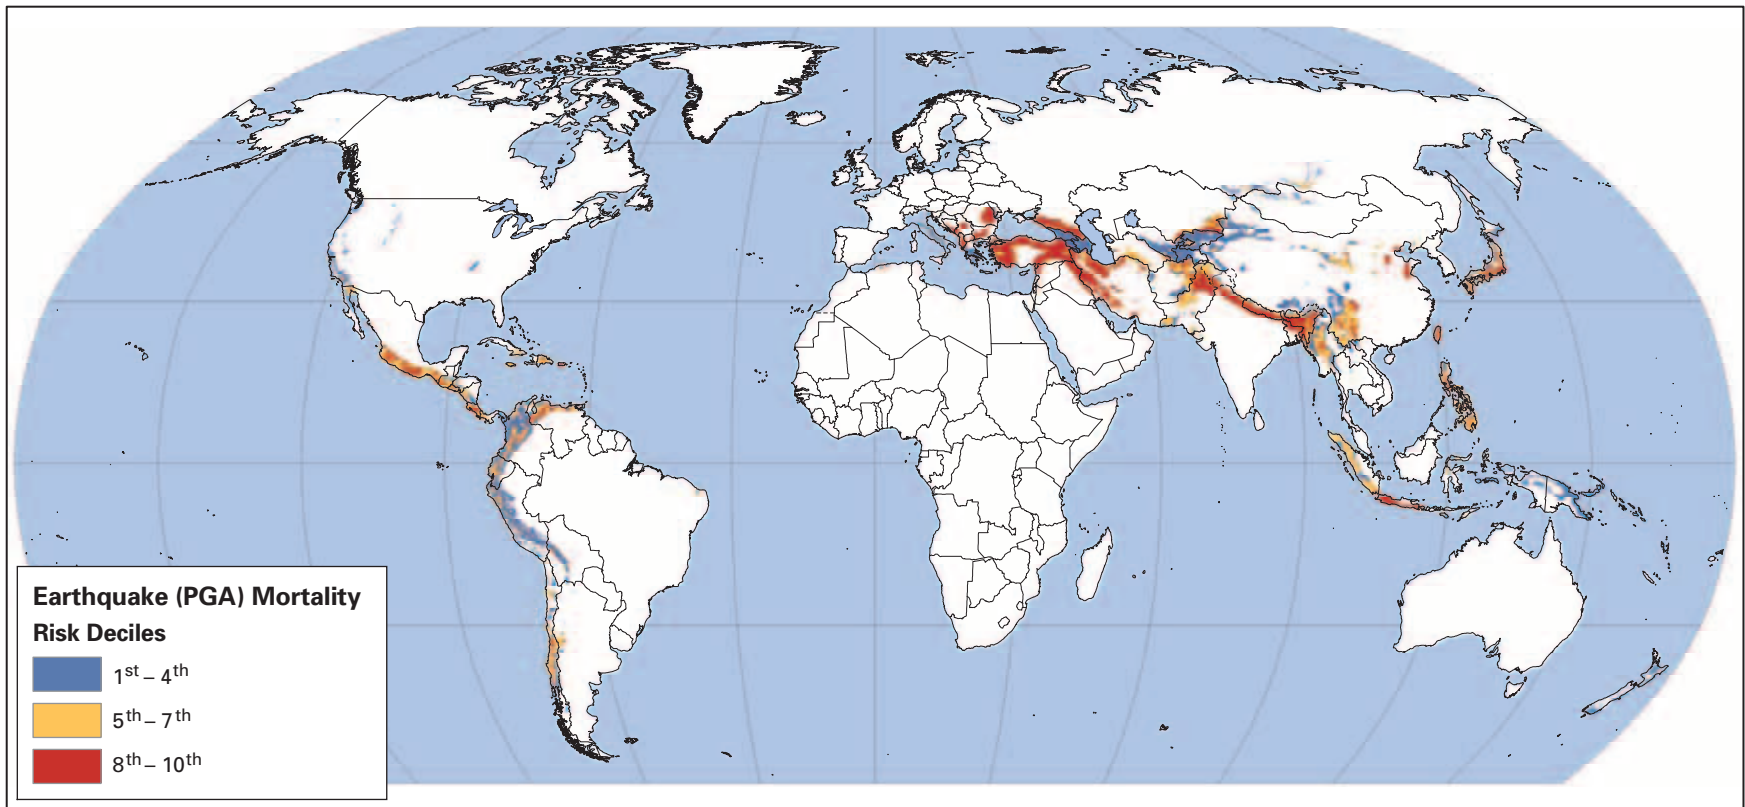 Earthquake (PGA) Mortality
Risk Deciles
1st – 4th
5th – 7th
8th – 10th